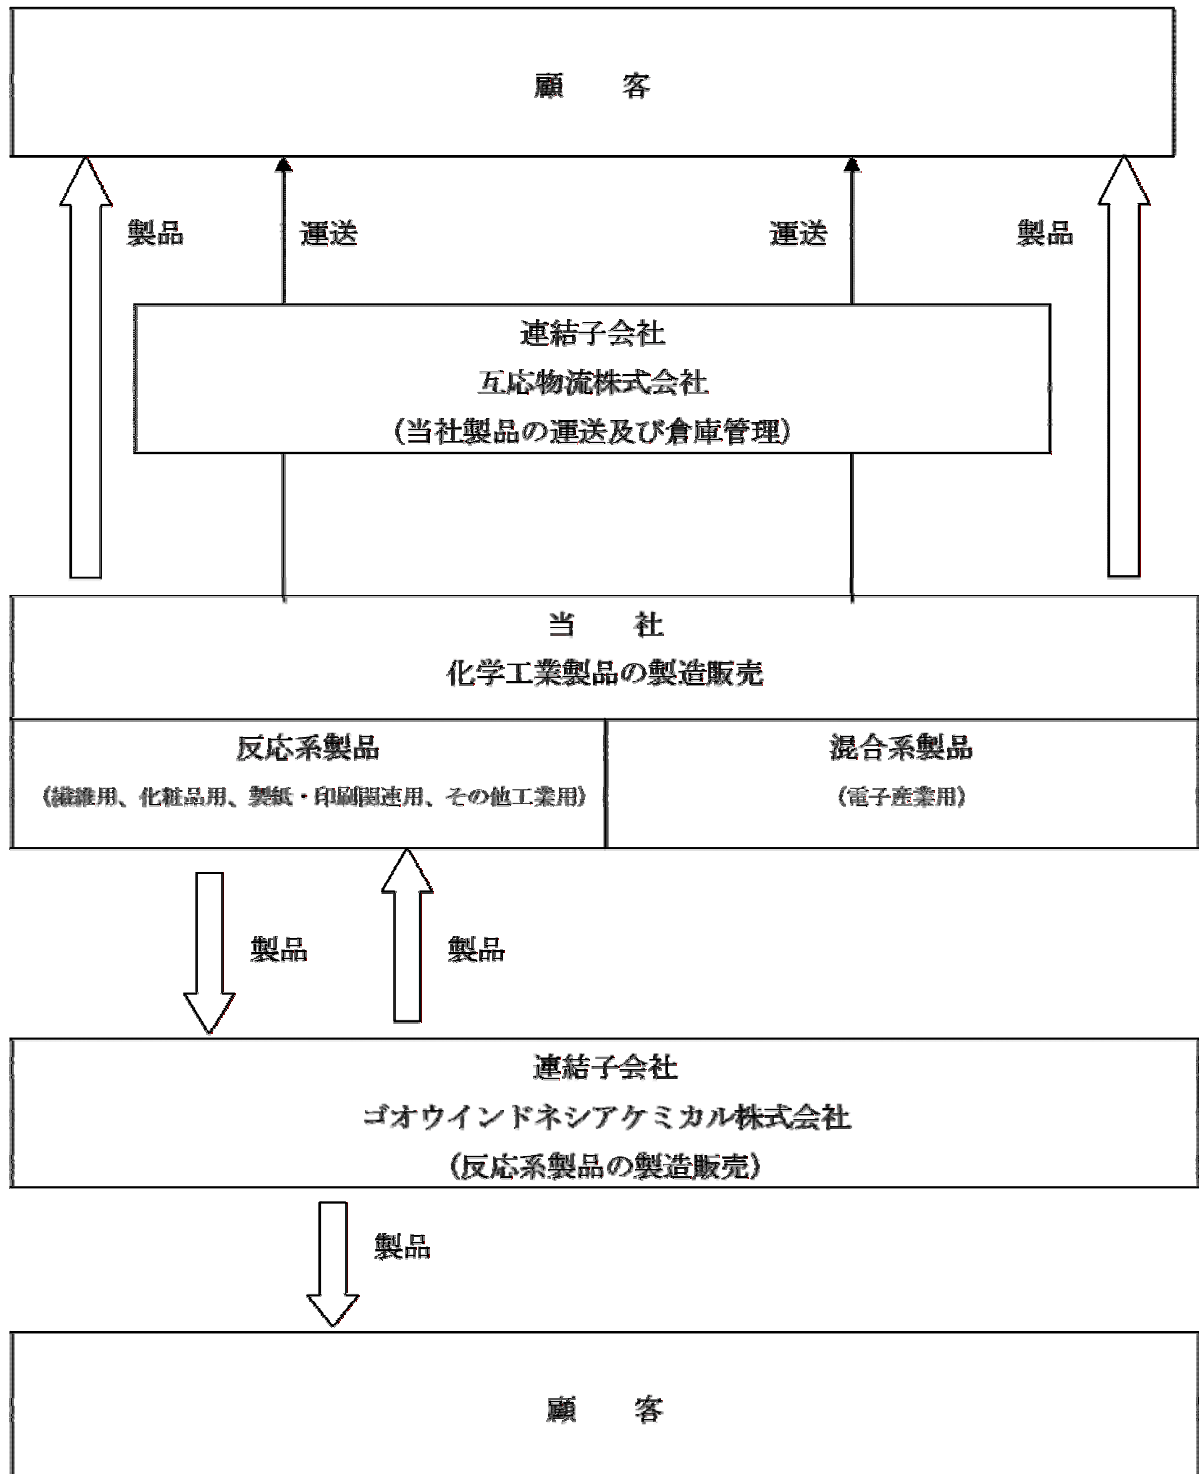 顧　　客
製品
運送
運送
製品
連結子会社
互応物流株式会社
(当社製品の運送及び倉庫管理)
当　　社
化学工業製品の製造販売
反応系製品
(繊維用、化粧品用、製紙・印刷関連用、その他工業用)
混合系製品
(電子産業用)
製品
製品
連結子会社
ゴオウインドネシアケミカル株式会社
(反応系製品の製造販売)
製品
顧　　客